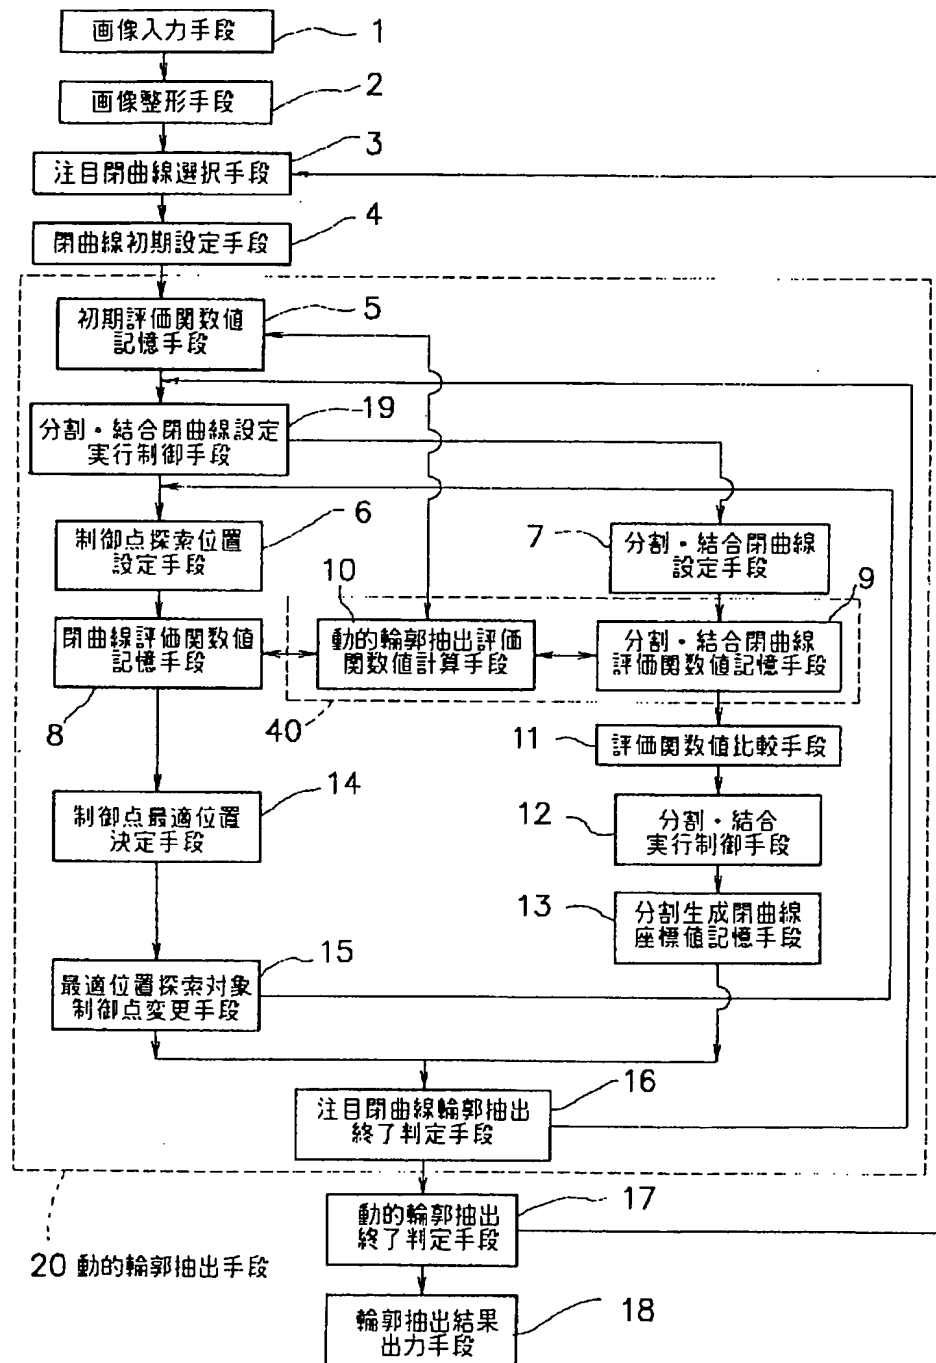 画像入力手段
1
画像整形手段
2
注目閉曲線選択手段
3
閉曲線初期設定手段
4
初期評価関数値
記憶手段
5
分割・結合閉曲線設定
実行制御手段
19
制御点探索位置
設定手段
6
7
分割・結合閉曲線
設定手段
閉曲線評価関数値
記憶手段
8
10
動的輪郭抽出評価
関数値計算手段
40
9
分割・結合閉曲線
評価関数値記憶手段
11
評価関数値比較手段
制御点最適位置
決定手段
14
12
分割・結合
実行制御手段
13
分割生成閉曲線
座標値記憶手段
最適位置探索対象
制御点変更手段
15
注目閉曲線輪郭抽出
終了判定手段
16
動的輪郭抽出
終了判定手段
17
20 動的輪郭抽出手段
輪郭抽出結果
出力手段
18